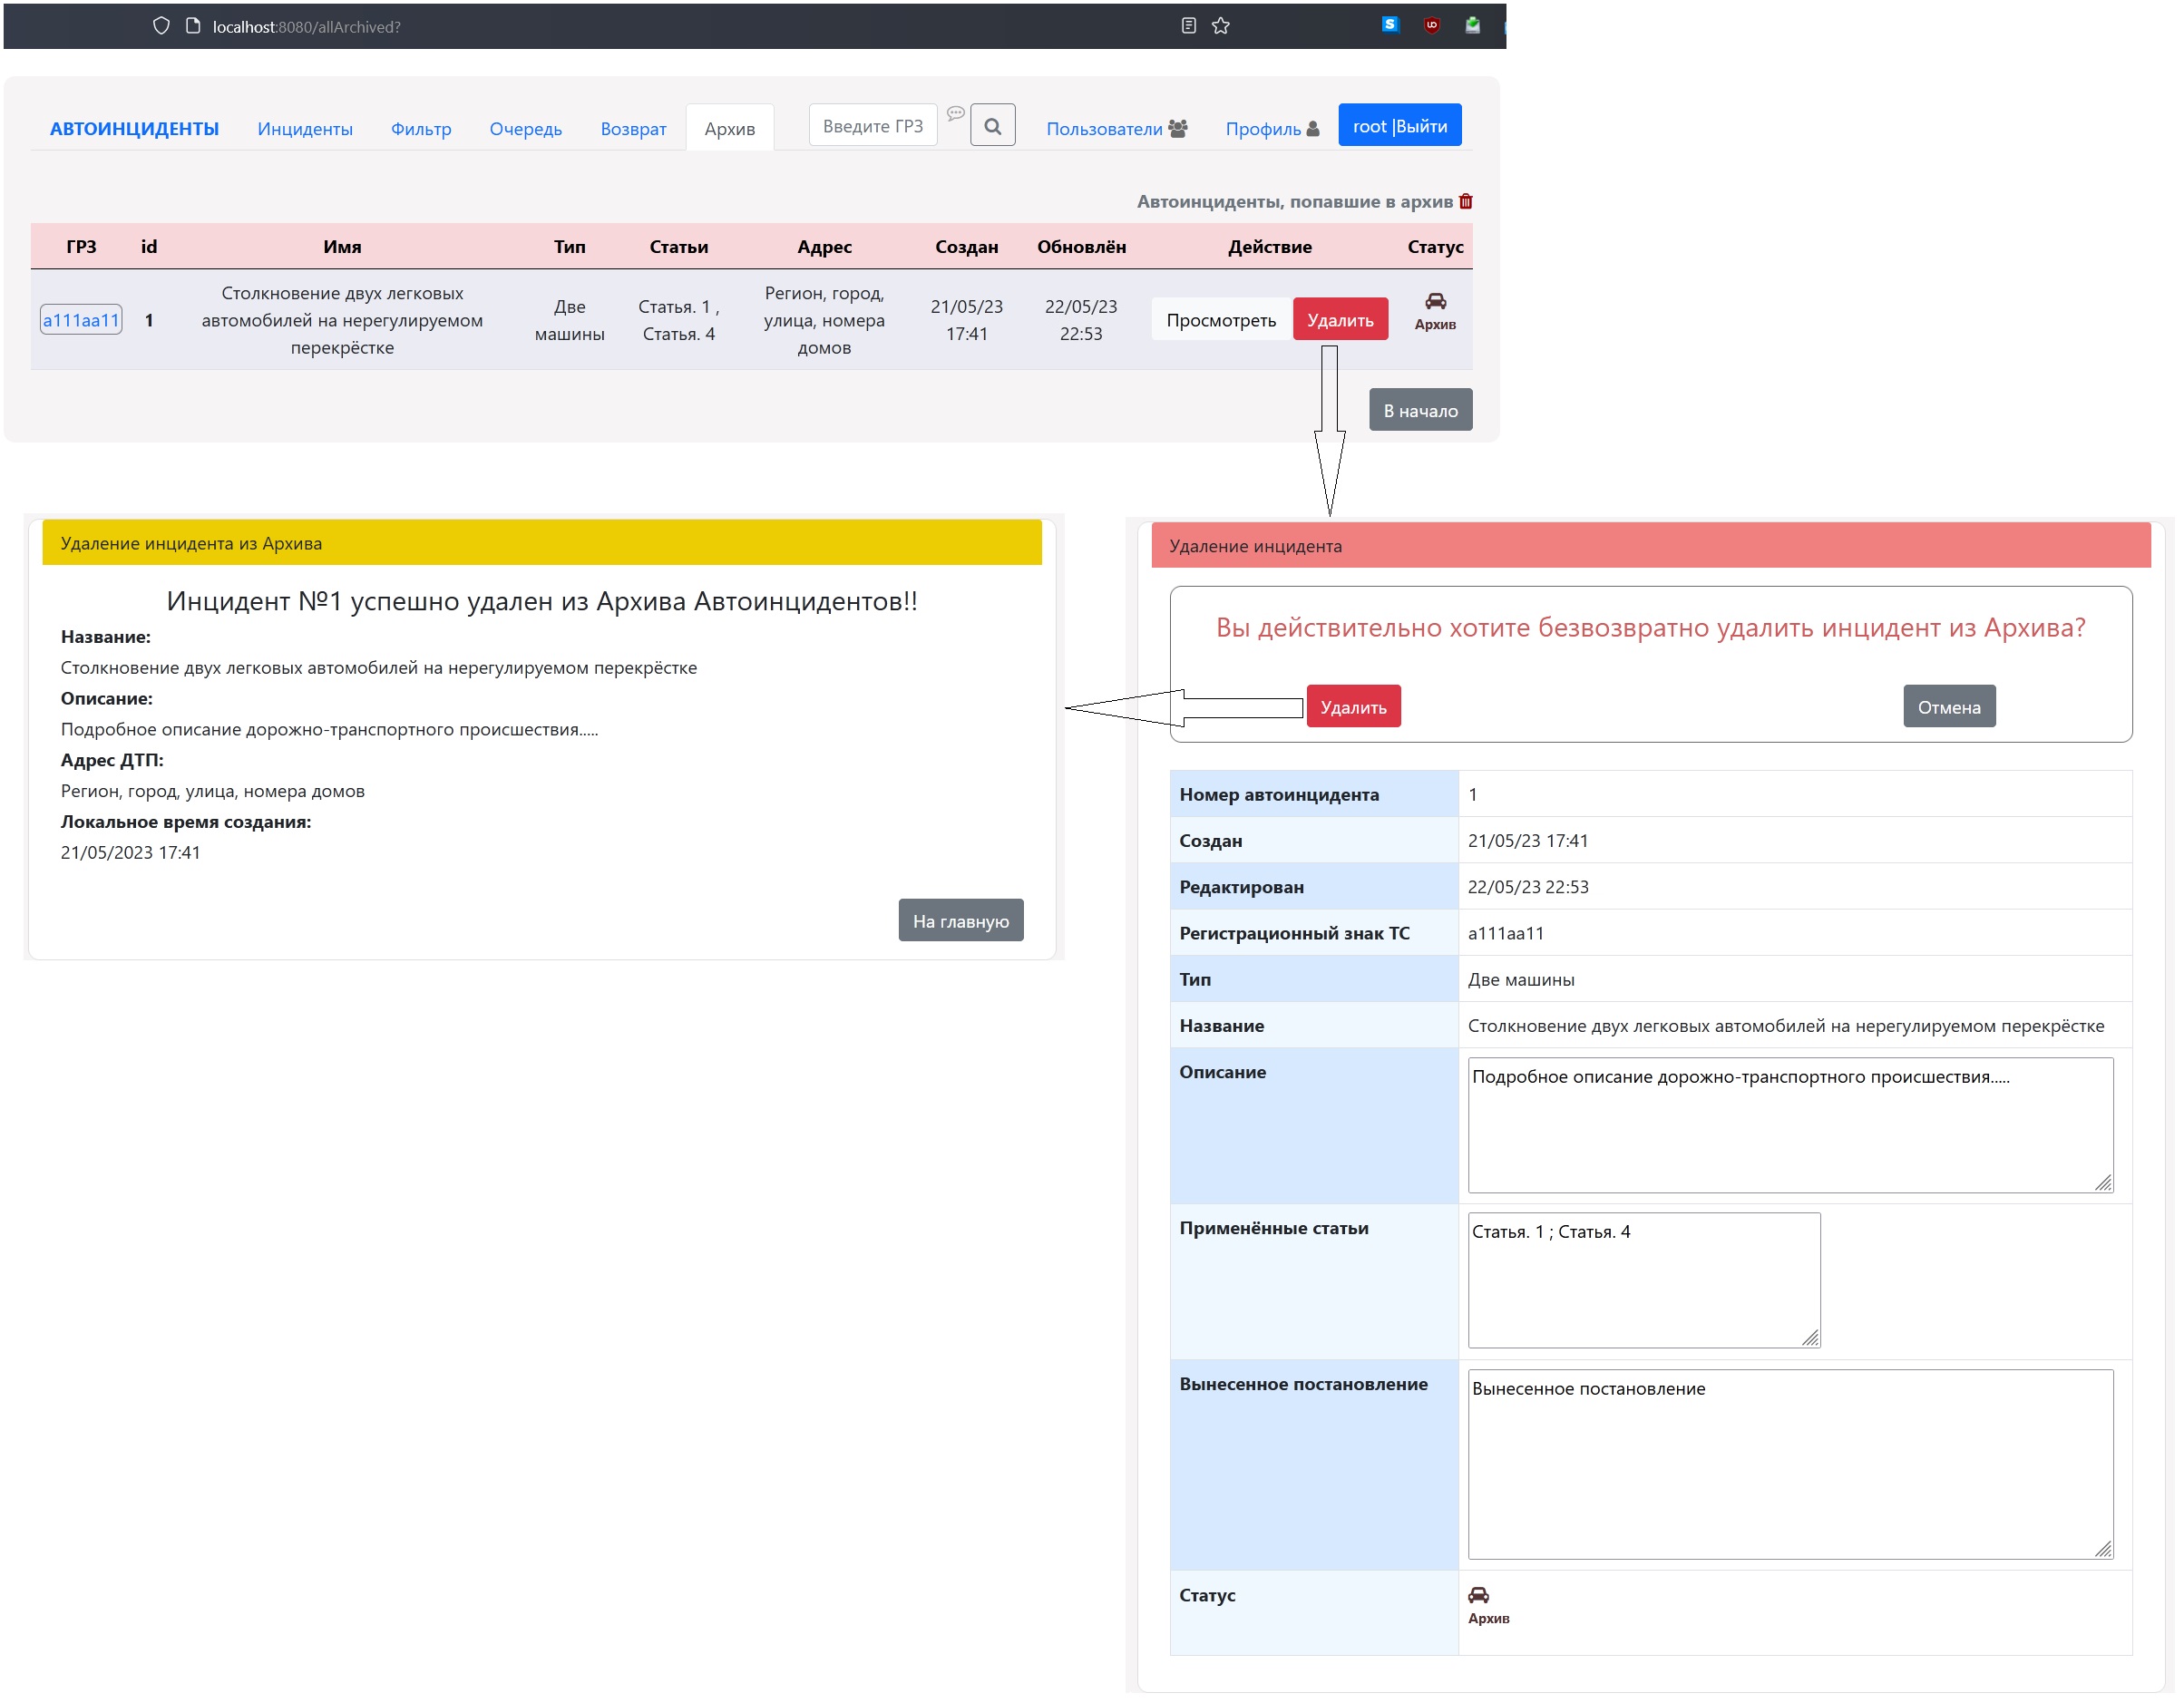 localhost:8080/allArchived?
АВТОИНЦИДЕНТЫ Инциденты Фильтр Очередь Возврат Архив Введите ГРЗ Пользователи Профиль root |Выйти
Автоинциденты, попавшие в архив
ГРЗ id Имя Тип Статьи Адрес Создан Обновлён Действие Статус
а111аа11 1 Столкновение двух легковых автомобилей на нерегулируемом перекрёстке Две машины Статья. 1 , Статья. 4 Регион, город, улица, номера домов 21/05/23 17:41 22/05/23 22:53 Просмотреть Удалить Архив
В начало
Удаление инцидента из Архива
Инцидент №1 успешно удален из Архива Автоинцидентов!!
Название:
Столкновение двух легковых автомобилей на нерегулируемом перекрёстке
Описание:
Подробное описание дорожно-транспортного происшествия.....
Адрес ДТП:
Регион, город, улица, номера домов
Локальное время создания:
21/05/2023 17:41
На главную
Удаление инцидента
Вы действительно хотите безвозвратно удалить инцидент из Архива?
Удалить Отмена
Номер автоинцидента 1
Создан 21/05/23 17:41
Редактирован 22/05/23 22:53
Регистрационный знак ТС а111аа11
Тип Две машины
Название Столкновение двух легковых автомобилей на нерегулируемом перекрёстке
Описание Подробное описание дорожно-транспортного происшествия.....
Применённые статьи Статья. 1 ; Статья. 4
Вынесенное постановление Вынесенное постановление
Статус Архив